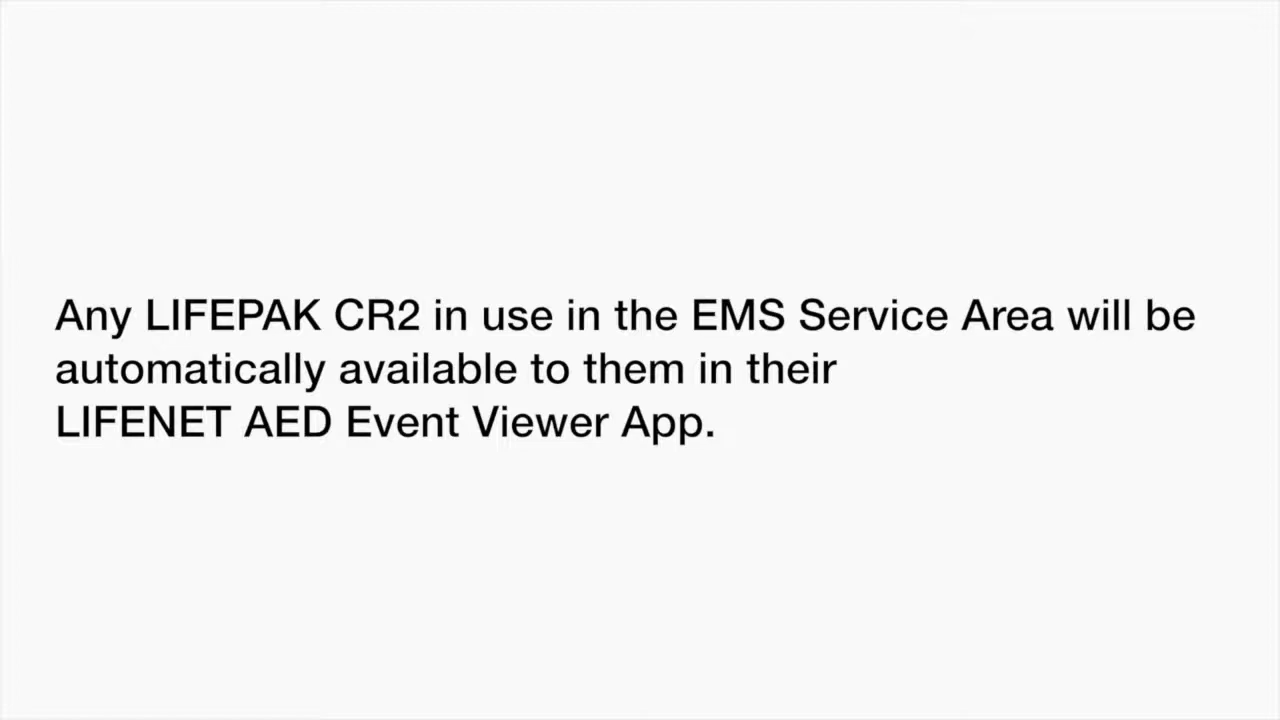 Any LIFEPAK CR2 in use in the EMS Service Area will be
automatically available to them in their
LIFENET AED Event Viewer App.